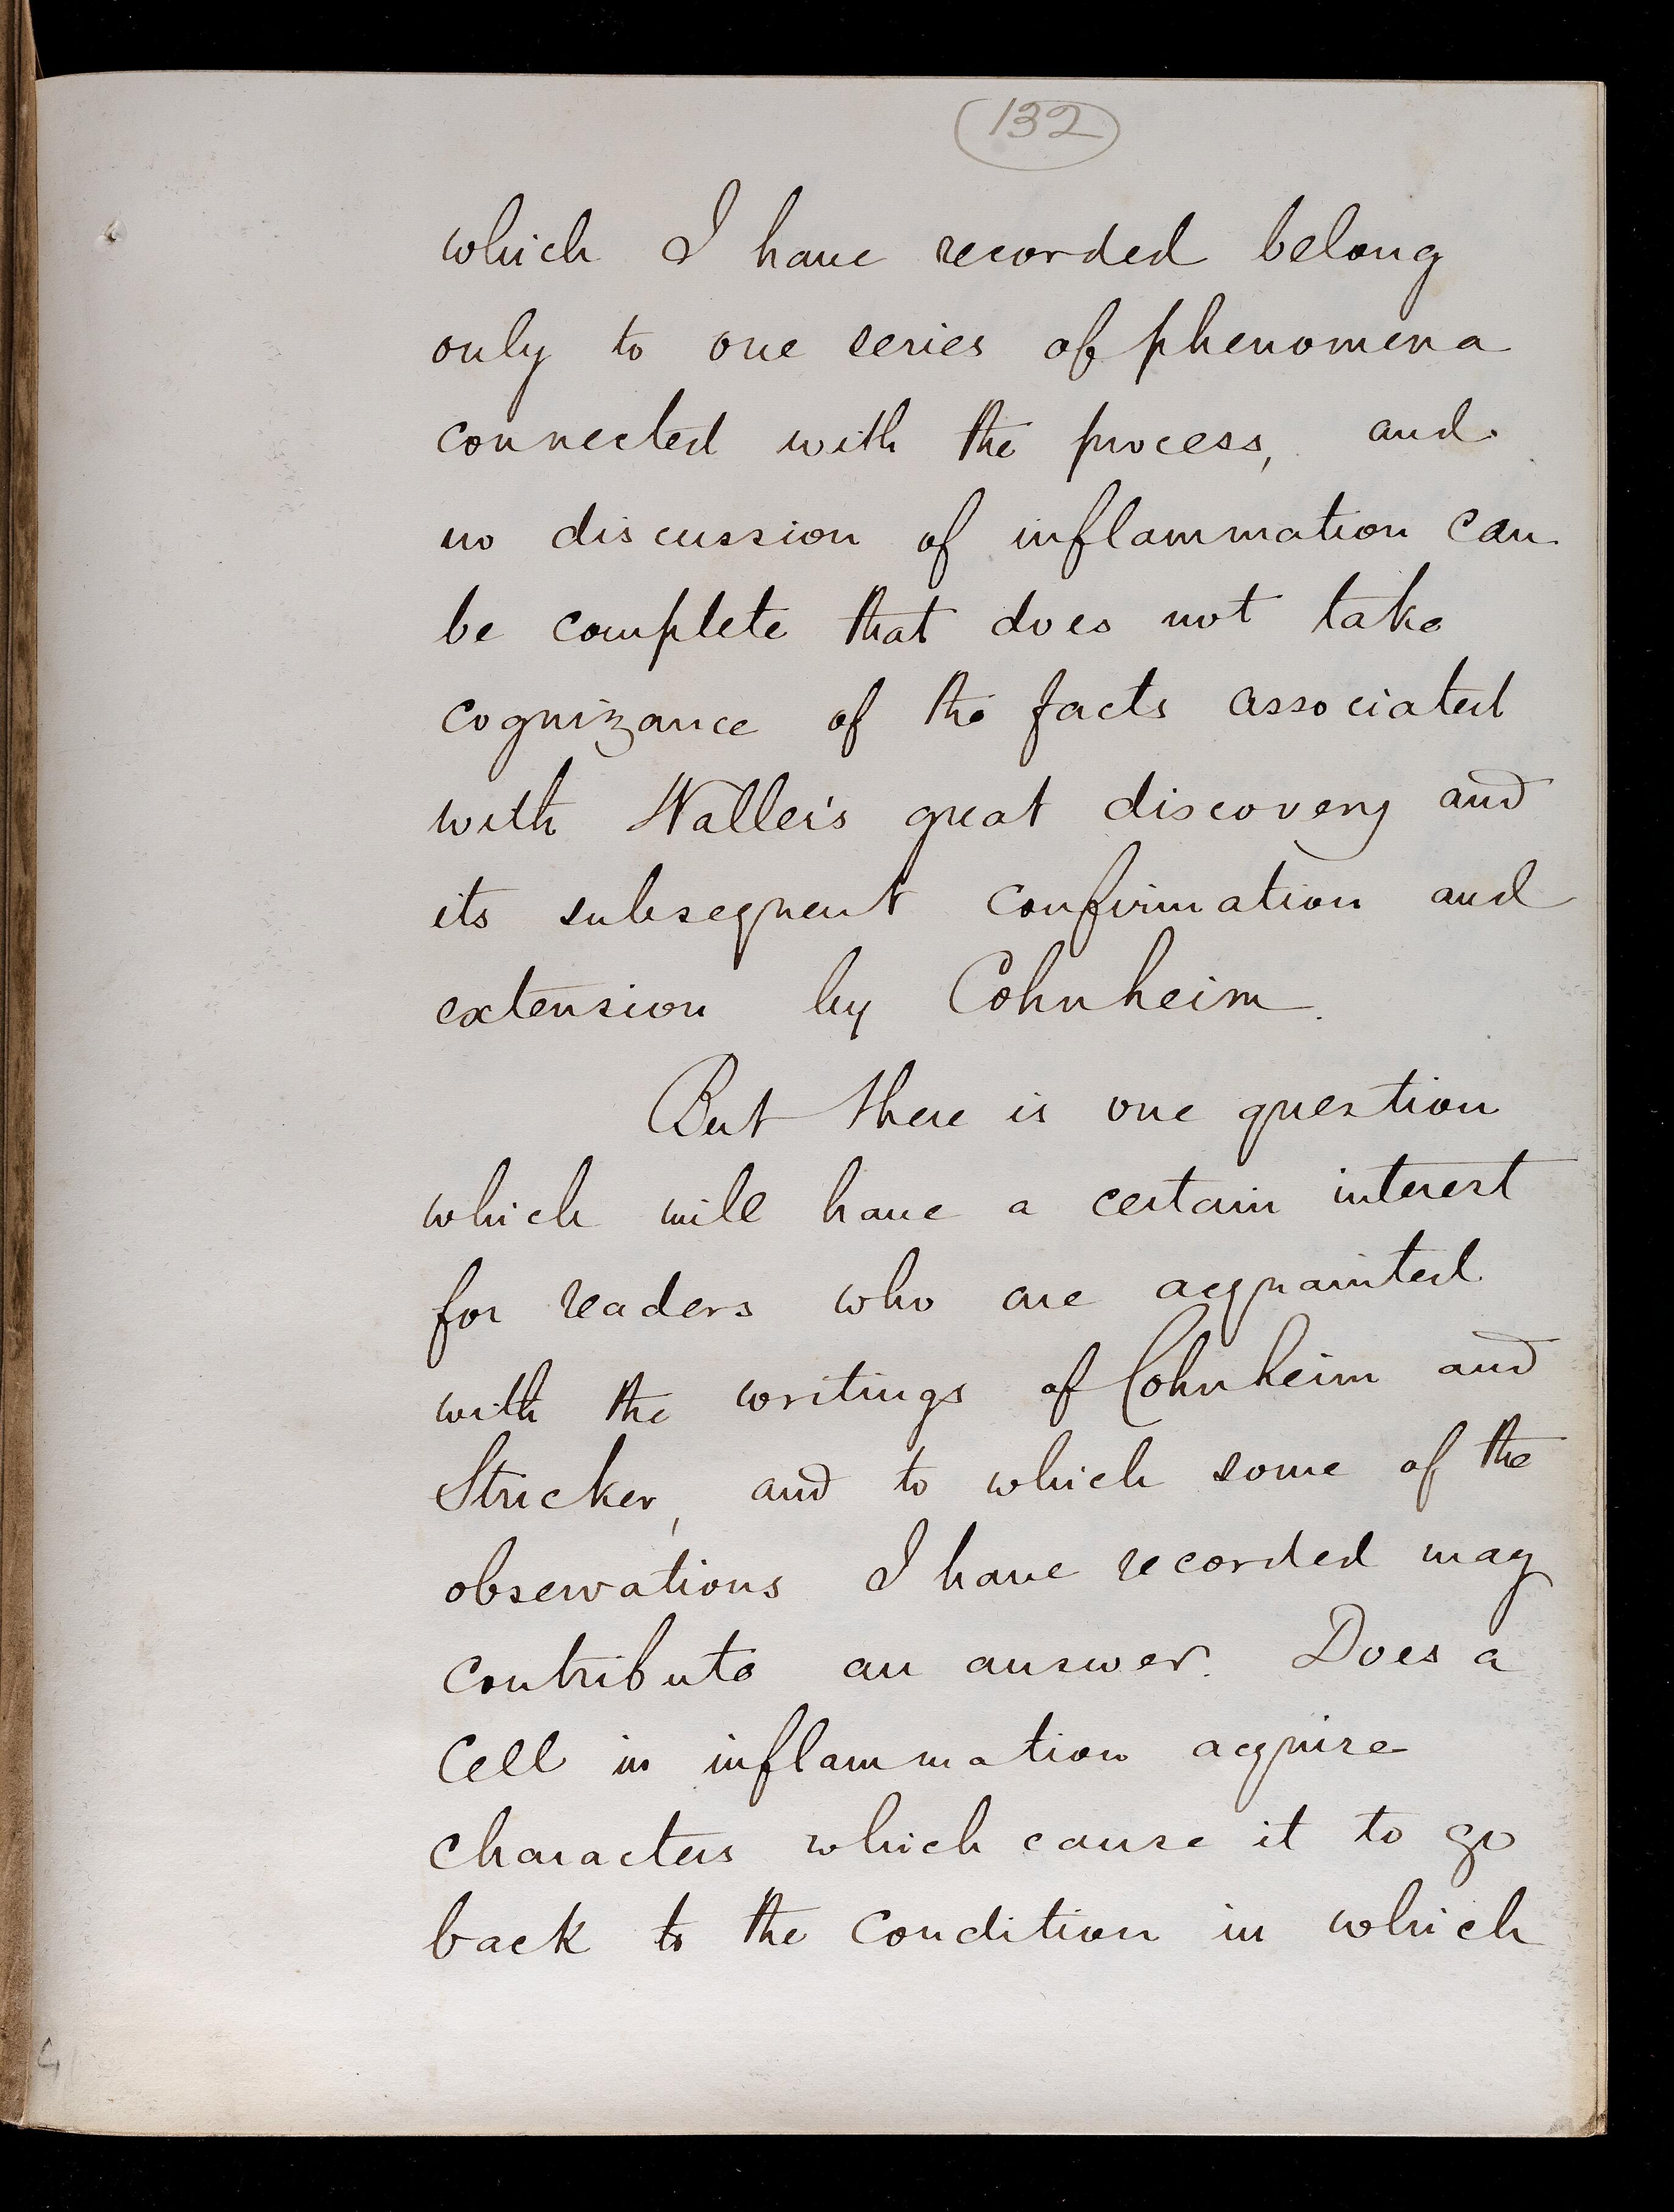 132
which I have recorded belong
only to one series of phenomena
connected with the process, and
no discussion of inflammation can
be complete that does not take
cognizance of the facts associated
with Waller's great discovery and
its subsequent confirmation and
extension by Cohnheim.
But there is one question
which will have a certain interest
for readers who are acquainted
with the writings of Cohnheim and
Stricker, and to which some of the
observations I have recorded may
contribute an answer. Does a
cell in inflammation acquire
characters which cause it to go
back to the condition in which